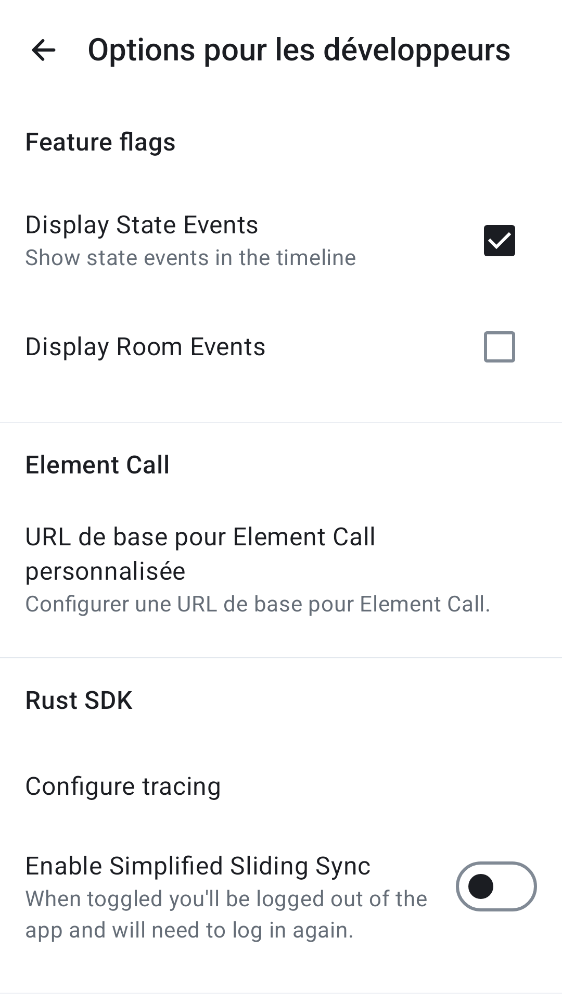 Options pour les développeurs
Feature flags
Display State Events
Show state events in the timeline
Display Room Events
Element Call
URL de base pour Element Call
personnalisée
Configurer une URL de base pour Element Call.
Rust SDK
Configure tracing
Enable Simplified Sliding Sync
When toggled you'll be logged out of the
app and will need to log in again.